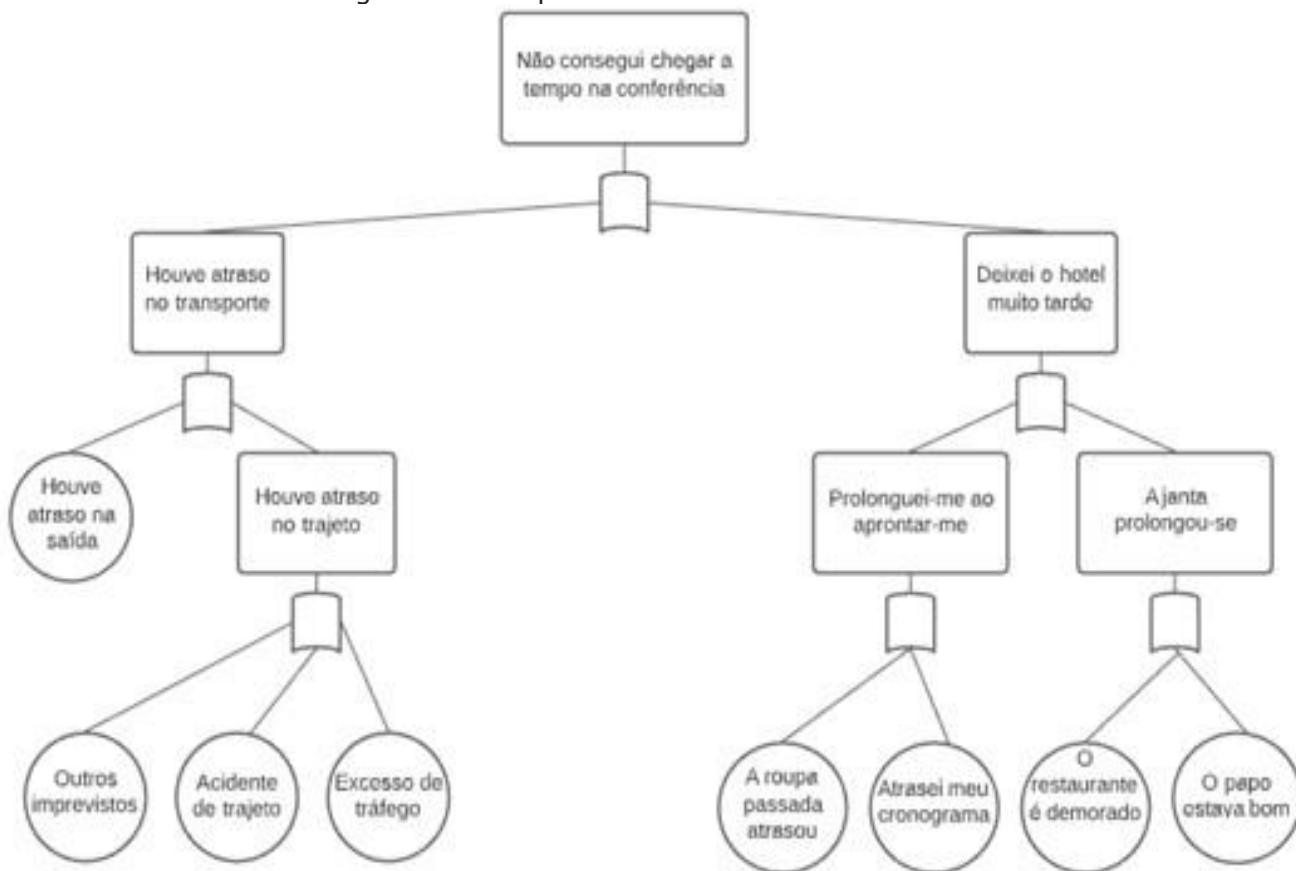 Não consegui chegar a
tempo na conferência
Houve atraso
no transporte
Deixei o hotel
muito tarde
Houve
atraso na
saída
Houve atraso
no trajeto
Prolonguei-me ao
aprontar-me
A janta
prolongou-se
Outros
imprevistos
Acidente
de trajeto
Excesso de
tráfego
A roupa
passada
atrasou
Atrasei meu
cronograma
O
restaurante
é demorado
O papo
estava bom